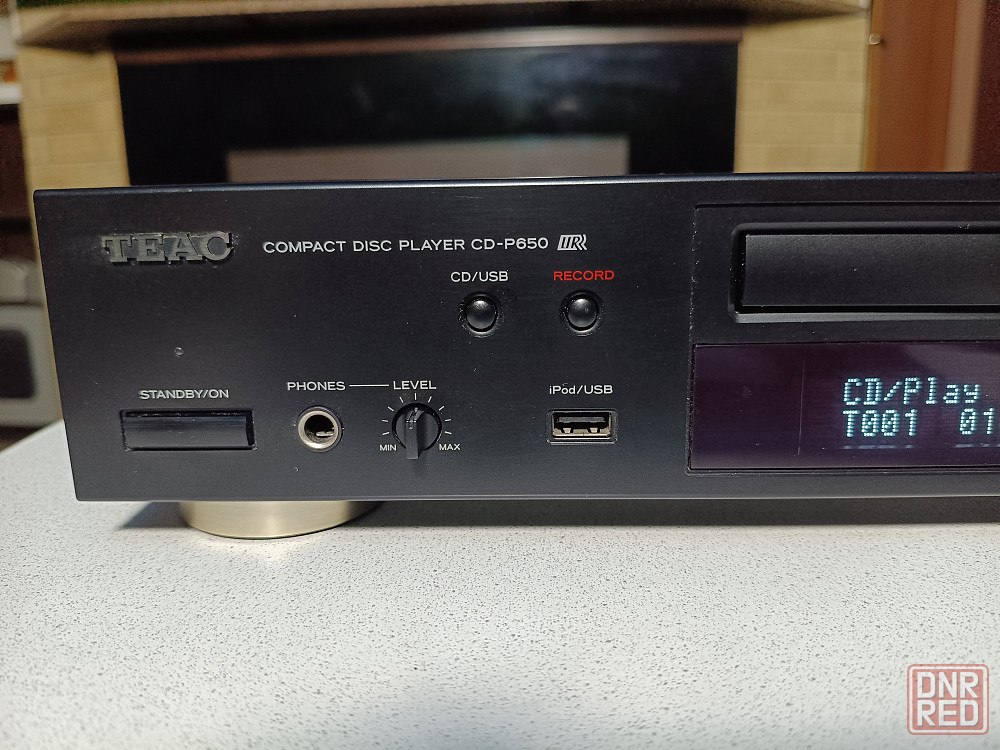 TEAC
COMPACT DISC PLAYER CD-P650
CD/USB
RECORD
STANDBY/ON
PHONES
LEVEL
MIN
MAX
iPod/USB
CD/Play
T001 01
DNR
RED